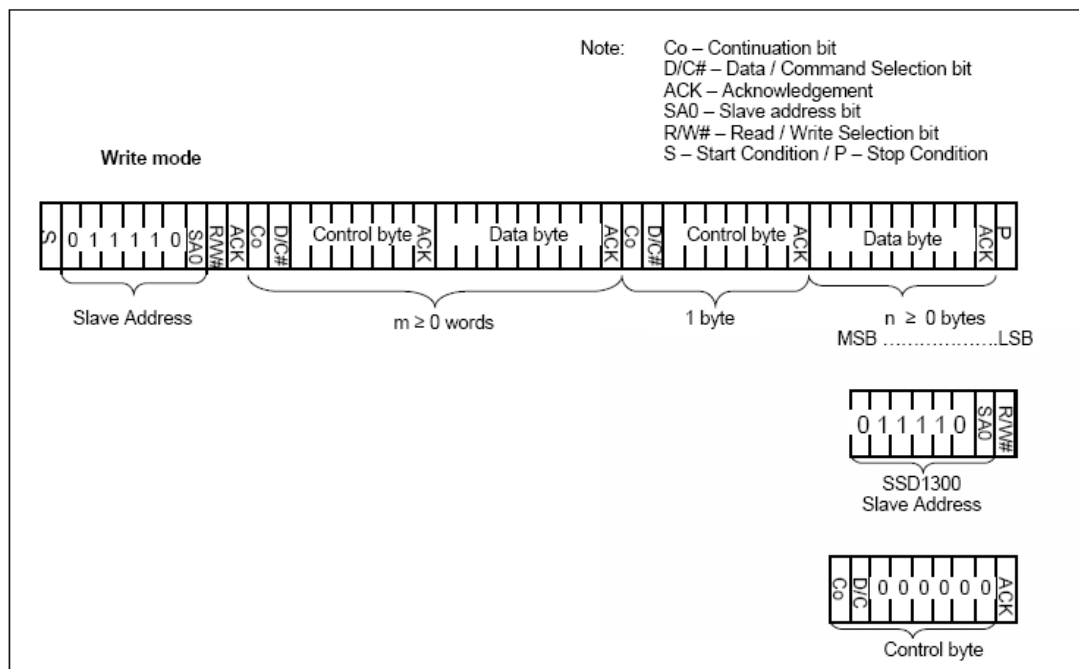 Note: Co – Continuation bit
D/C# – Data / Command Selection bit
ACK – Acknowledgement
SA0 – Slave address bit
R/W# – Read / Write Selection bit
S – Start Condition / P – Stop Condition
Write mode
S 0 1 1 1 1 0 SA0 R/W# ACK Co D/C# Control byte ACK Data byte ACK Co D/C# Control byte ACK Data byte ACK P
Slave Address m ≥ 0 words 1 byte n ≥ 0 bytes
MSB ....................LSB
0 1 1 1 1 0 SA0 R/W#
SSD1300
Slave Address
Co D/C 0 0 0 0 0 0 ACK
Control byte